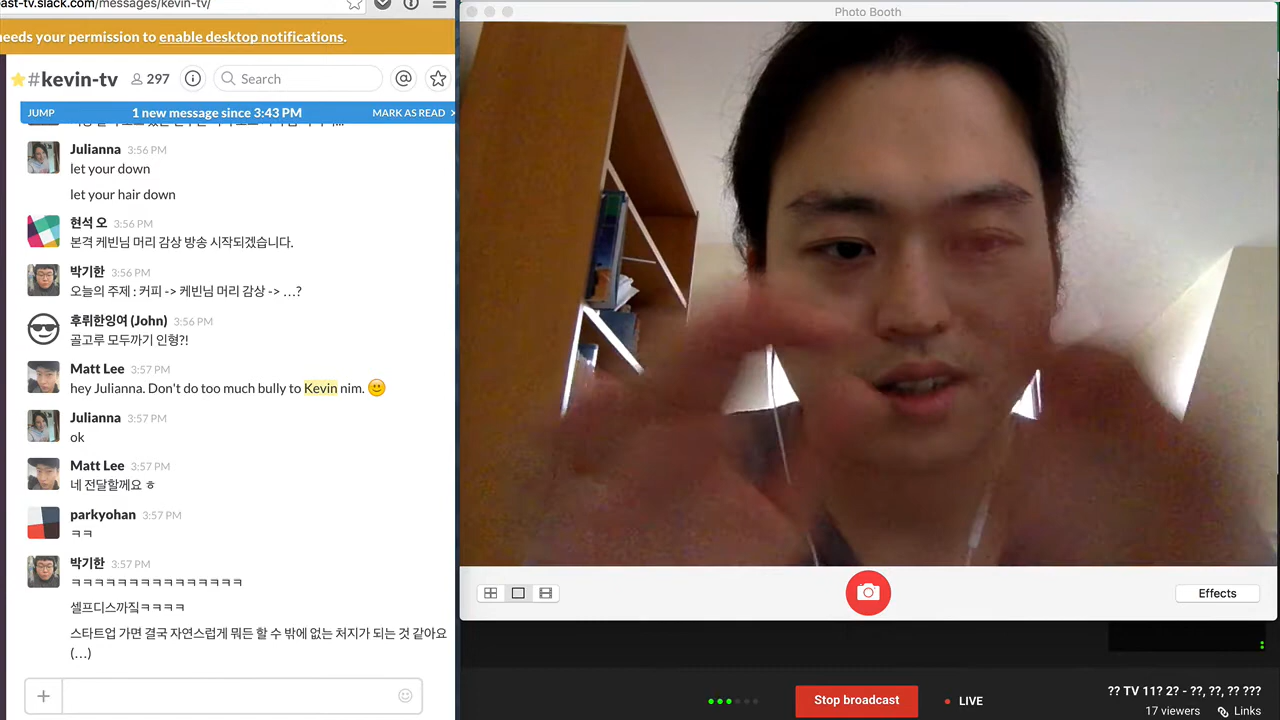 ast-tv.slack.com/messages/kevin-tv/
eeds your permission to enable desktop notifications.
#kevin-tv 297 Search
JUMP 1 new message since 3:43 PM MARK AS READ
Julianna 3:56 PM
let your down
let your hair down
현석 오 3:56 PM
본격 케빈님 머리 감상 방송 시작되겠습니다.
박기한 3:56 PM
오늘의 주제 : 커피 -> 케빈님 머리 감상 -> ...?
후뤼한잉여 (John) 3:56 PM
골고루 모두까기 인형?!
Matt Lee 3:57 PM
hey Julianna. Don't do too much bully to Kevin nim.
Julianna 3:57 PM
ok
Matt Lee 3:57 PM
네 전달할께요 ㅎ
parkyohan 3:57 PM
ㅋㅋ
박기한 3:57 PM
ㅋㅋㅋㅋㅋㅋㅋㅋㅋㅋㅋㅋㅋㅋㅋ
셀프디스까짘ㅋㅋㅋㅋ
스타트업 가면 결국 자연스럽게 뭐든 할 수 밖에 없는 처지가 되는 것 같아요
(...)
Photo Booth
Effects
Stop broadcast LIVE
?? TV 11? 2? - ??, ??, ?? ???
17 viewers Links